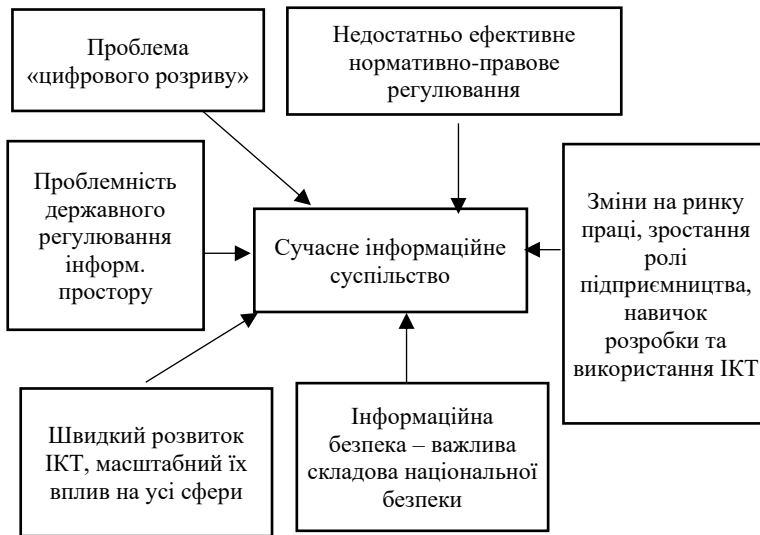 Проблема
«цифрового розриву»
Недостатньо ефективне
нормативно-правове
регулювання
Проблемність
державного
регулювання
інформ.
простору
Сучасне інформаційне
суспільство
Зміни на ринку
праці, зростання
ролі
підприємництва,
навичок
розробки та
використання ІКТ
Швидкий розвиток
ІКТ, масштабний їх
вплив на усі сфери
Інформаційна
безпека – важлива
складова національної
безпеки